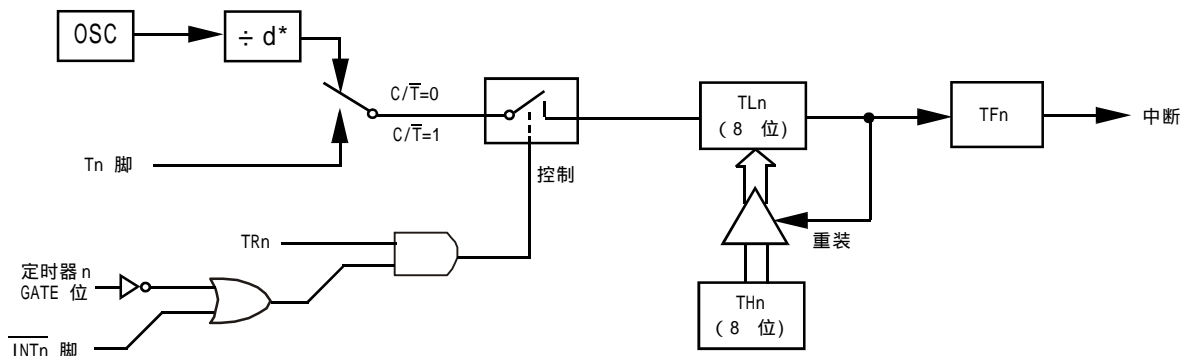 OSC
÷ d*
C/T̅=0
C/T̅=1
Tn 脚
控制
TLn
(8 位)
TFn
中断
重装
TRn
定时器 n
GATE 位
I̅N̅T̅n̅ 脚
THn
(8 位)